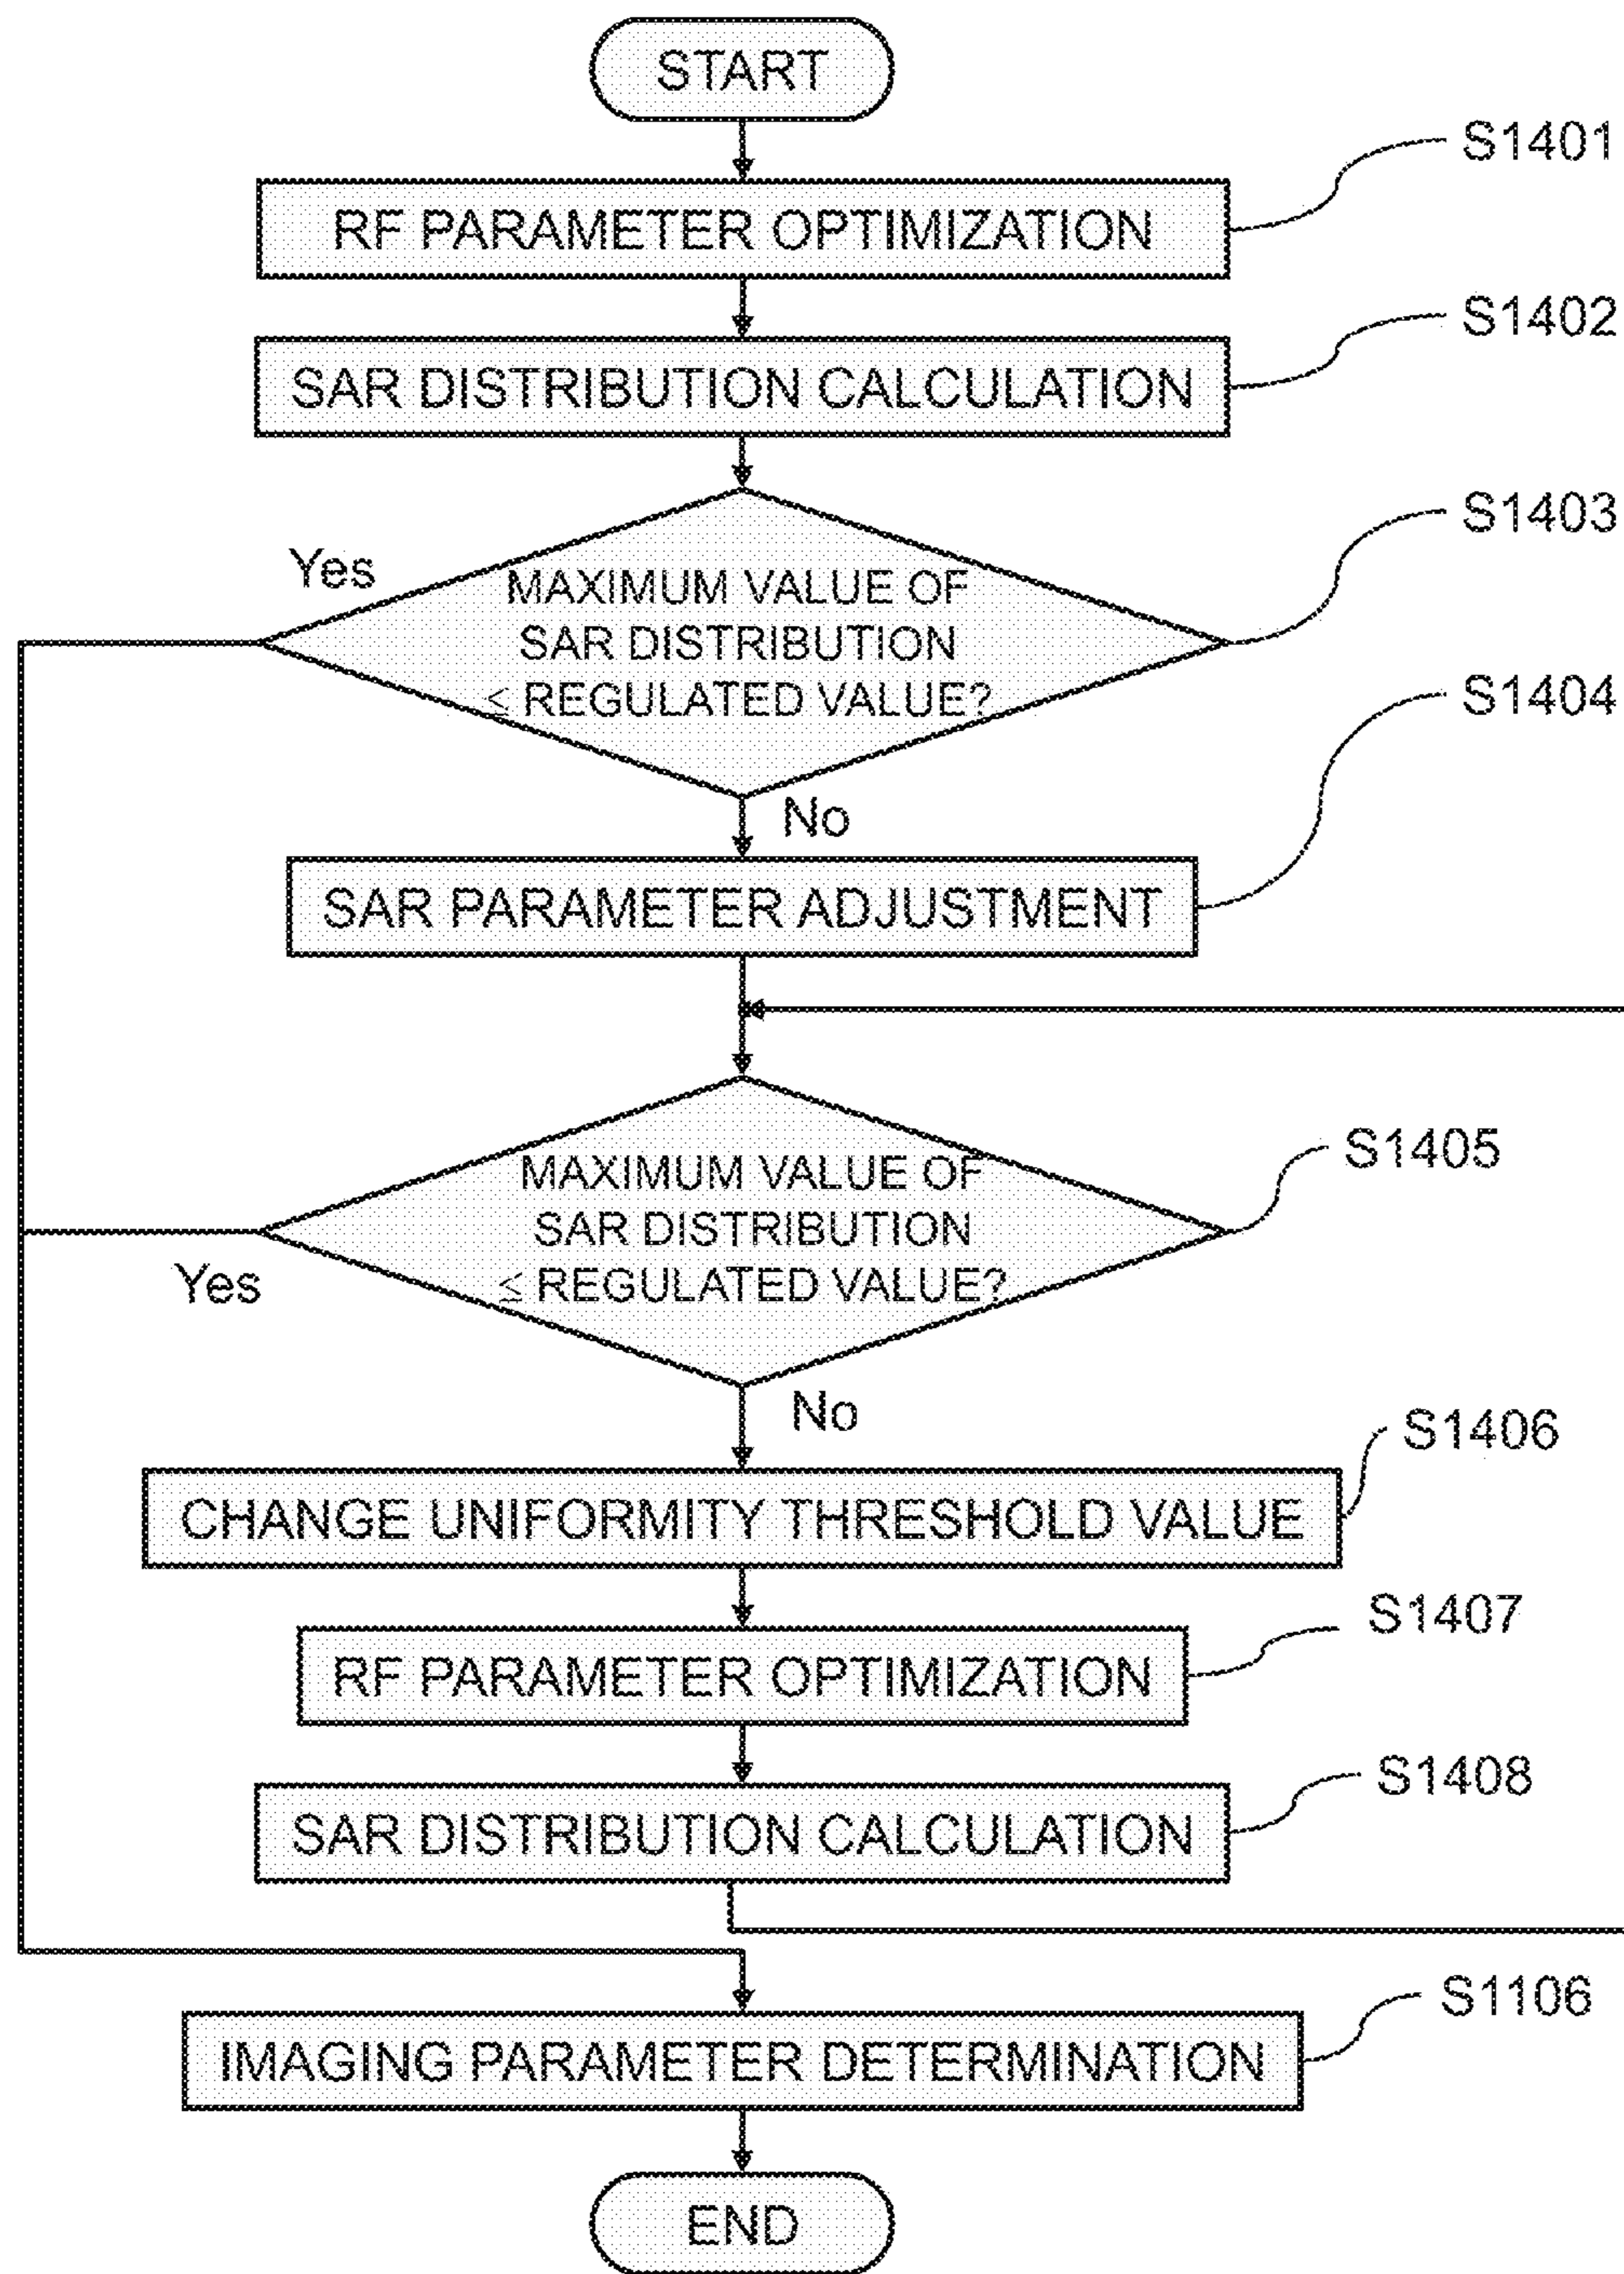 START
S1401
RF PARAMETER OPTIMIZATION
S1402
SAR DISTRIBUTION CALCULATION
S1403
Yes
MAXIMUM VALUE OF
SAR DISTRIBUTION
≦ REGULATED VALUE?
No
S1404
SAR PARAMETER ADJUSTMENT
S1405
MAXIMUM VALUE OF
SAR DISTRIBUTION
≦ REGULATED VALUE?
Yes
No
S1406
CHANGE UNIFORMITY THRESHOLD VALUE
S1407
RF PARAMETER OPTIMIZATION
S1408
SAR DISTRIBUTION CALCULATION
S1106
IMAGING PARAMETER DETERMINATION
END